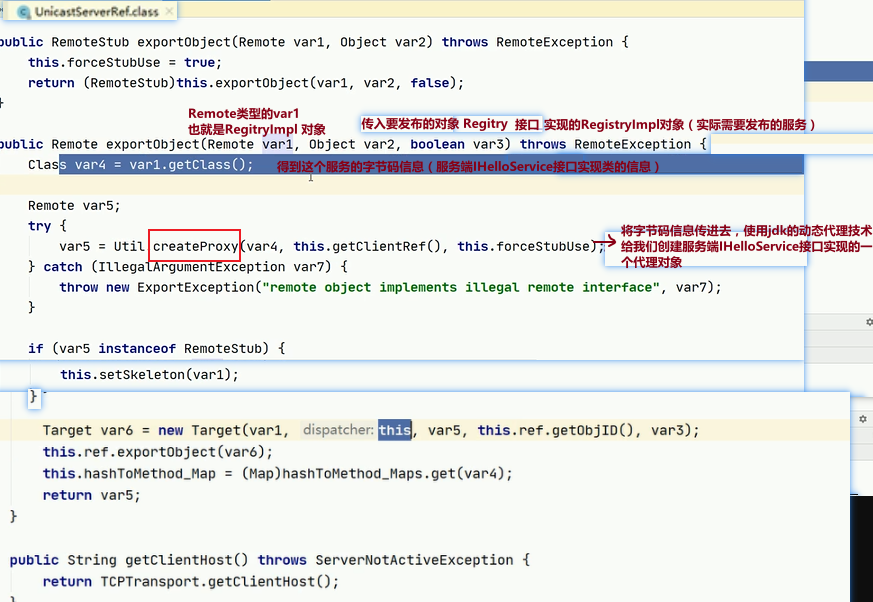 UnicastServerRef.class
public RemoteStub exportObject(Remote var1, Object var2) throws RemoteException {
this.forceStubUse = true;
return (RemoteStub)this.exportObject(var1, var2, false);
}
Remote类型的var1
也就是RegitryImpl 对象
传入要发布的对象 Regitry 接口 实现的RegistryImpl对象（实际需要发布的服务）
public Remote exportObject(Remote var1, Object var2, boolean var3) throws RemoteException {
Class var4 = var1.getClass();
得到这个服务的字节码信息（服务端IHelloService接口实现类的信息）
Remote var5;
try {
var5 = Util createProxy(var4, this.getClientRef(), this.forceStubUse);
将字节码信息传进去，使用jdk的动态代理技术
给我们创建服务端IHelloService接口实现的一
个代理对象
} catch (IllegalArgumentException var7) {
throw new ExportException("remote object implements illegal remote interface", var7);
}
if (var5 instanceof RemoteStub) {
this.setSkeleton(var1);
}
Target var6 = new Target(var1, dispatcher: this, var5, this.ref.getObjID(), var3);
this.ref.exportObject(var6);
this.hashToMethod_Map = (Map)hashToMethod_Maps.get(var4);
return var5;
}
public String getClientHost() throws ServerNotActiveException {
return TCPTransport.getClientHost();
}